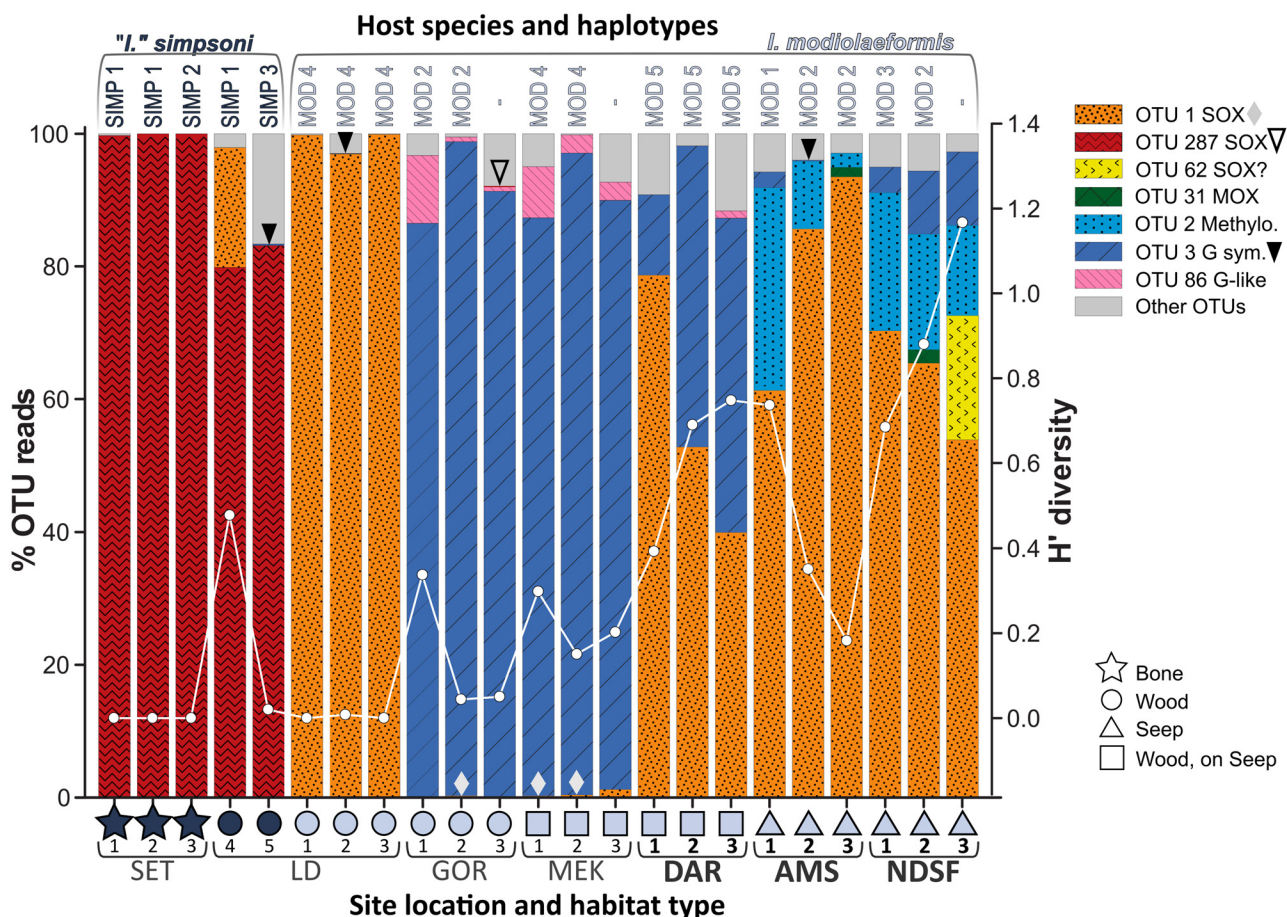 Host species and haplotypes
"I." simpsoni
I. modiolaeformis
SIMP 1
SIMP 1
SIMP 2
SIMP 1
SIMP 3
MOD 4
MOD 4
MOD 4
MOD 2
MOD 2
-
MOD 4
MOD 4
-
MOD 5
MOD 5
MOD 5
MOD 1
MOD 2
MOD 2
MOD 3
MOD 2
-
% OTU reads
100
80
60
40
20
0
H' diversity
1.4
1.2
1.0
0.8
0.6
0.4
0.2
0.0
OTU 1 SOX
OTU 287 SOX
OTU 62 SOX?
OTU 31 MOX
OTU 2 Methylo.
OTU 3 G sym.
OTU 86 G-like
Other OTUs
Bone
Wood
Seep
Wood, on Seep
1 2 3 4 5 1 2 3 1 2 3 1 2 3 1 2 3 1 2 3 1 2 3
SET LD GOR MEK DAR AMS NDSF
Site location and habitat type